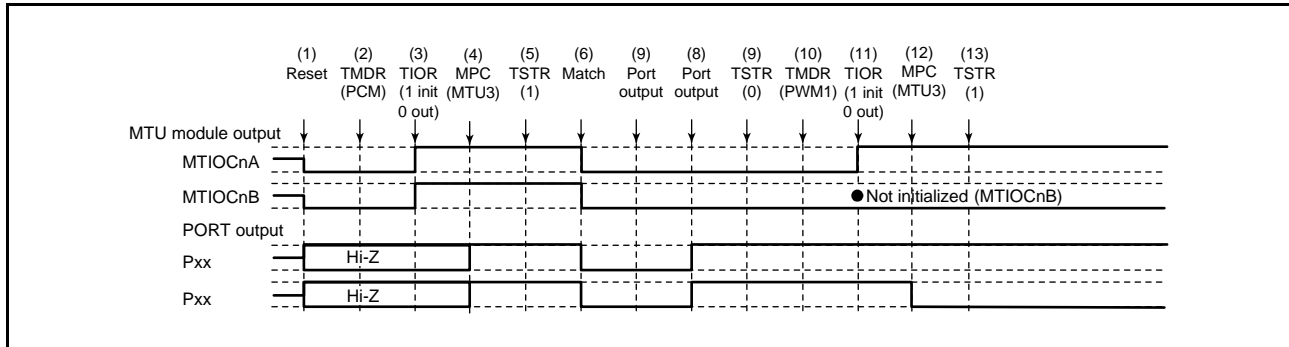 (1) (2) (3) (4) (5) (6) (9) (8) (9) (10) (11) (12) (13)
Reset TMDR TIOR MPC TSTR Match Port Port TSTR TMDR TIOR MPC TSTR
(PCM) (1 init (MTU3) (1) output output (0) (PWM1) (1 init (MTU3) (1)
0 out) 0 out)
MTU module output
MTIOCnA
MTIOCnB Not initialized (MTIOCnB)
PORT output
Pxx Hi-Z
Pxx Hi-Z